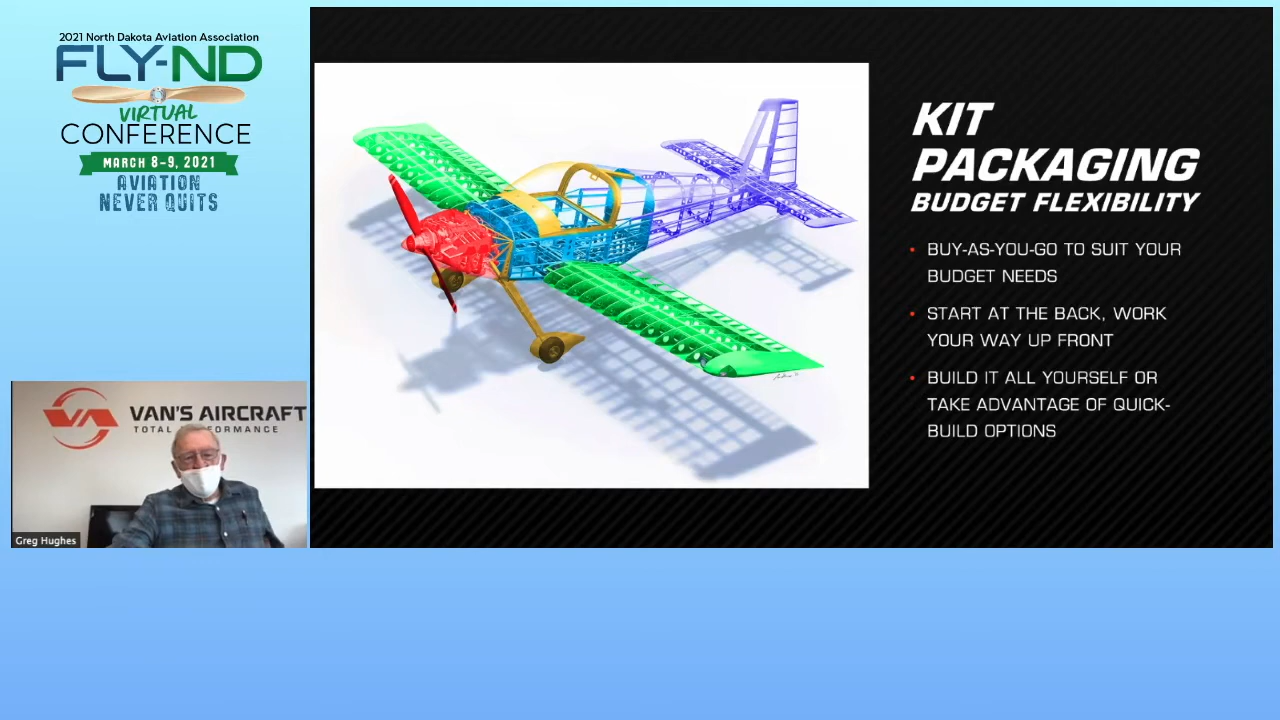 2021 North Dakota Aviation Association
FLY-ND
VIRTUAL
CONFERENCE
MARCH 8-9, 2021
AVIATION
NEVER QUITS
VAN'S AIRCRAFT
Greg Hughes
KIT
PACKAGING
BUDGET FLEXIBILITY
• BUY-AS-YOU-GO TO SUIT YOUR
BUDGET NEEDS
• START AT THE BACK, WORK
YOUR WAY UP FRONT
• BUILD IT ALL YOURSELF OR
TAKE ADVANTAGE OF QUICK-
BUILD OPTIONS